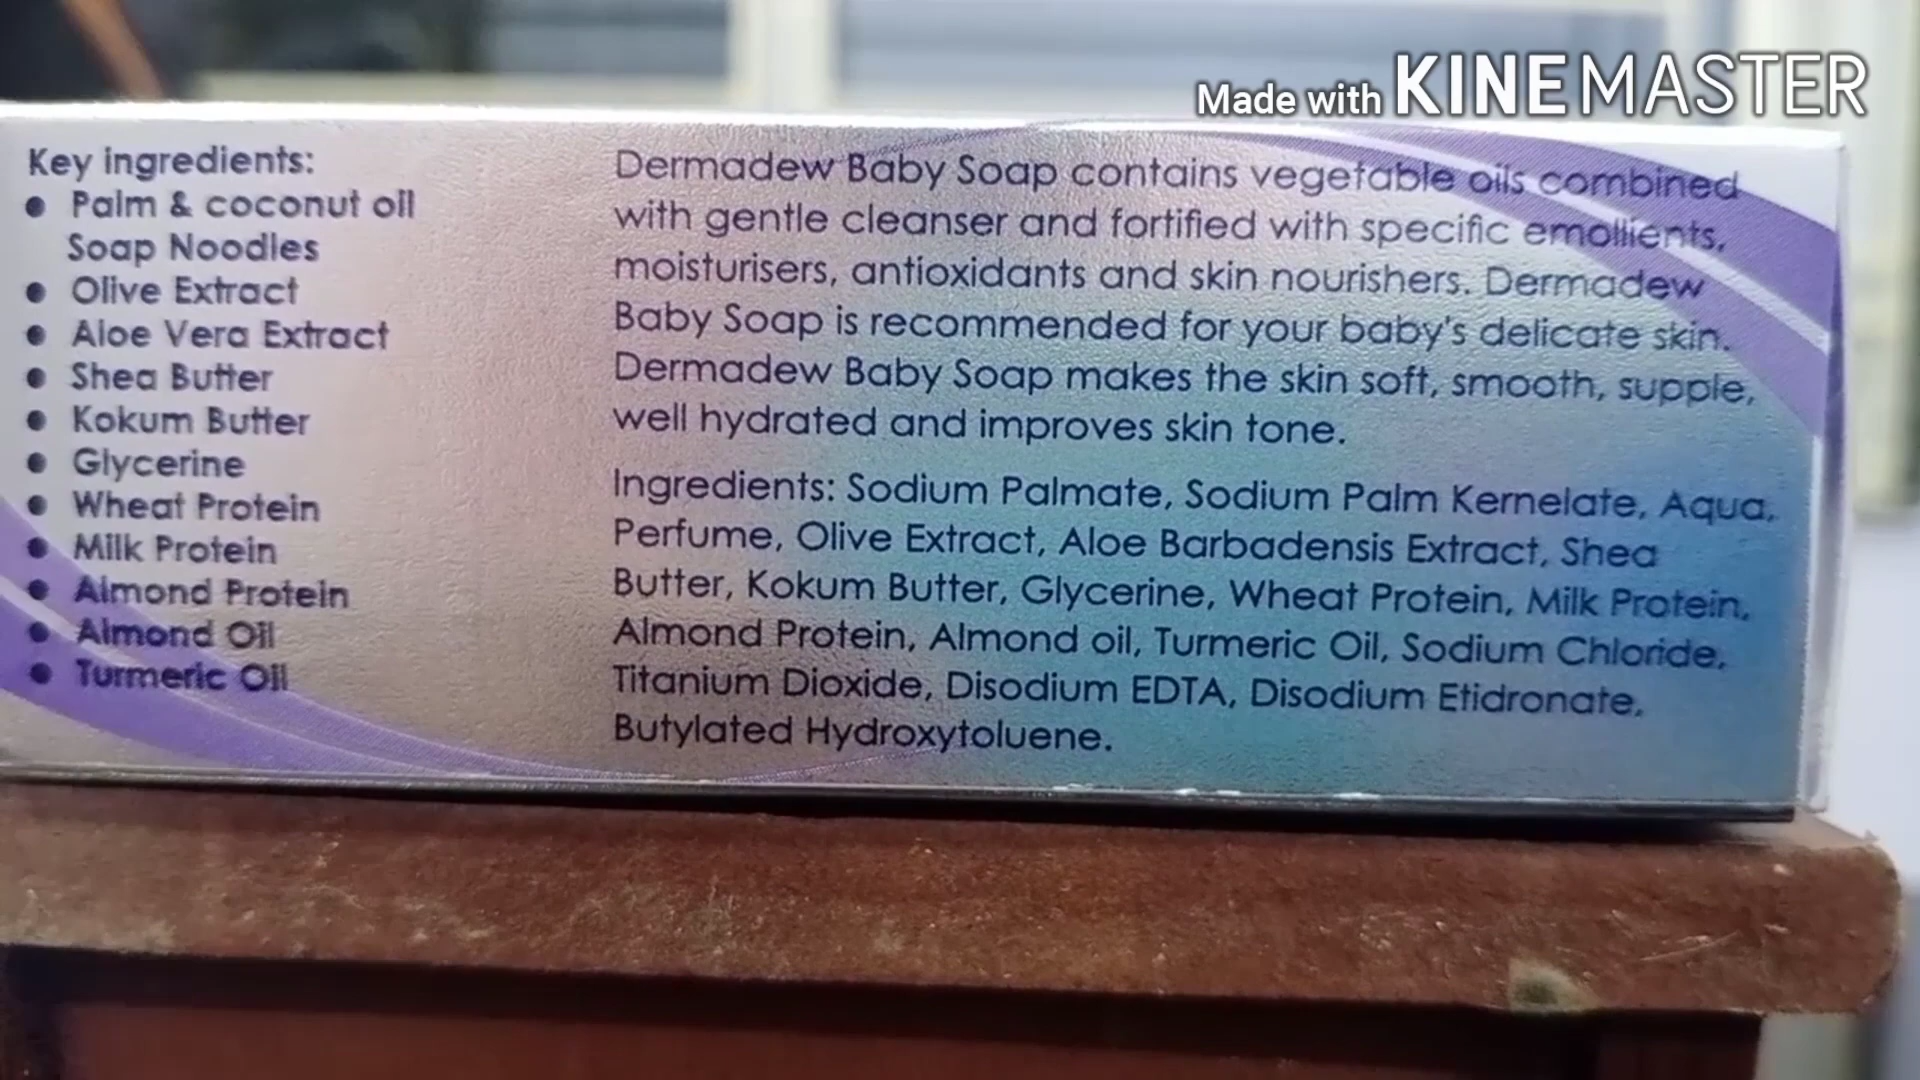 Made with KINEMASTER
Key ingredients:
• Palm & coconut oil
Soap Noodles
• Olive Extract
• Aloe Vera Extract
• Shea Butter
• Kokum Butter
• Glycerine
• Wheat Protein
• Milk Protein
• Almond Protein
• Almond Oil
• Turmeric Oil
Dermadew Baby Soap contains vegetable oils combined
with gentle cleanser and fortified with specific emollients,
moisturisers, antioxidants and skin nourishers. Dermadew
Baby Soap is recommended for your baby's delicate skin.
Dermadew Baby Soap makes the skin soft, smooth, supple,
well hydrated and improves skin tone.
Ingredients: Sodium Palmate, Sodium Palm Kernelate, Aqua,
Perfume, Olive Extract, Aloe Barbadensis Extract, Shea
Butter, Kokum Butter, Glycerine, Wheat Protein, Milk Protein,
Almond Protein, Almond oil, Turmeric Oil, Sodium Chloride,
Titanium Dioxide, Disodium EDTA, Disodium Etidronate,
Butylated Hydroxytoluene.